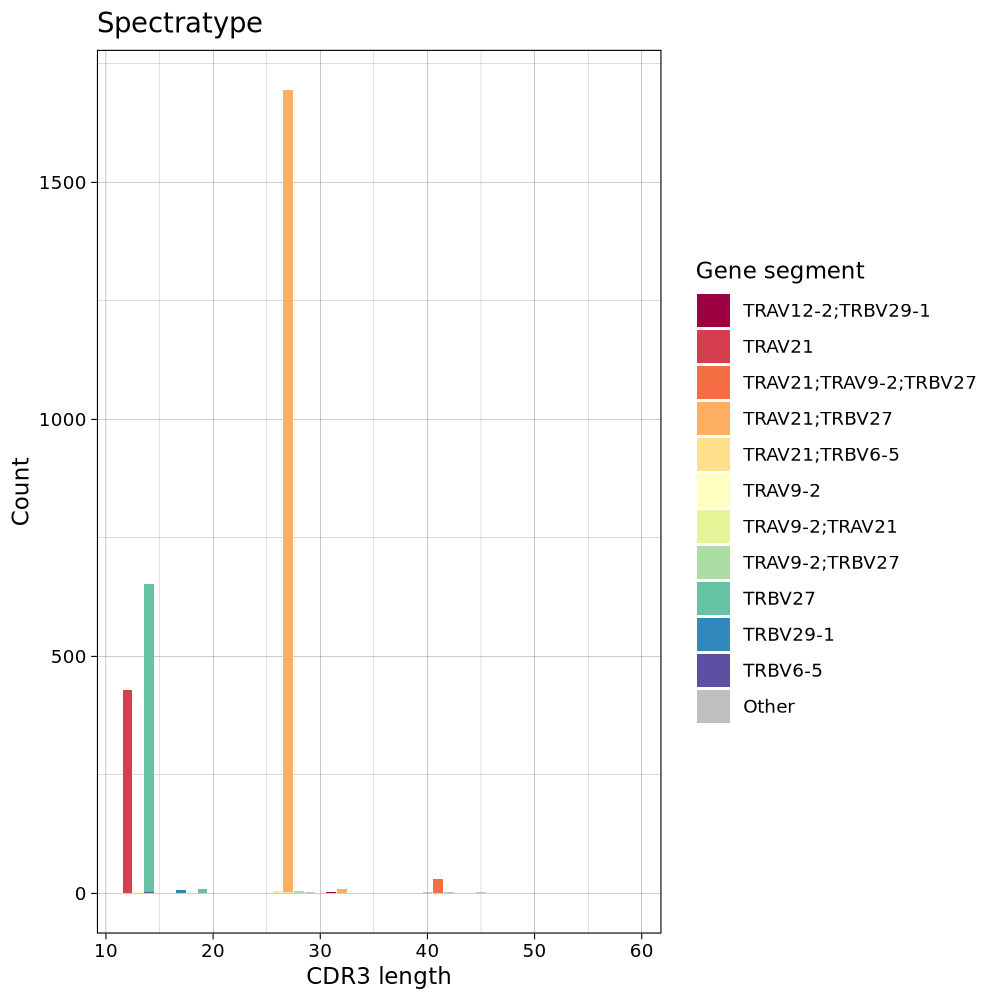 Spectratype
1500
1000
500
0
Count
10 20 30 40 50 60
CDR3 length
Gene segment
TRAV12-2;TRBV29-1
TRAV21
TRAV21;TRAV9-2;TRBV27
TRAV21;TRBV27
TRAV21;TRBV6-5
TRAV9-2
TRAV9-2;TRAV21
TRAV9-2;TRBV27
TRBV27
TRBV29-1
TRBV6-5
Other